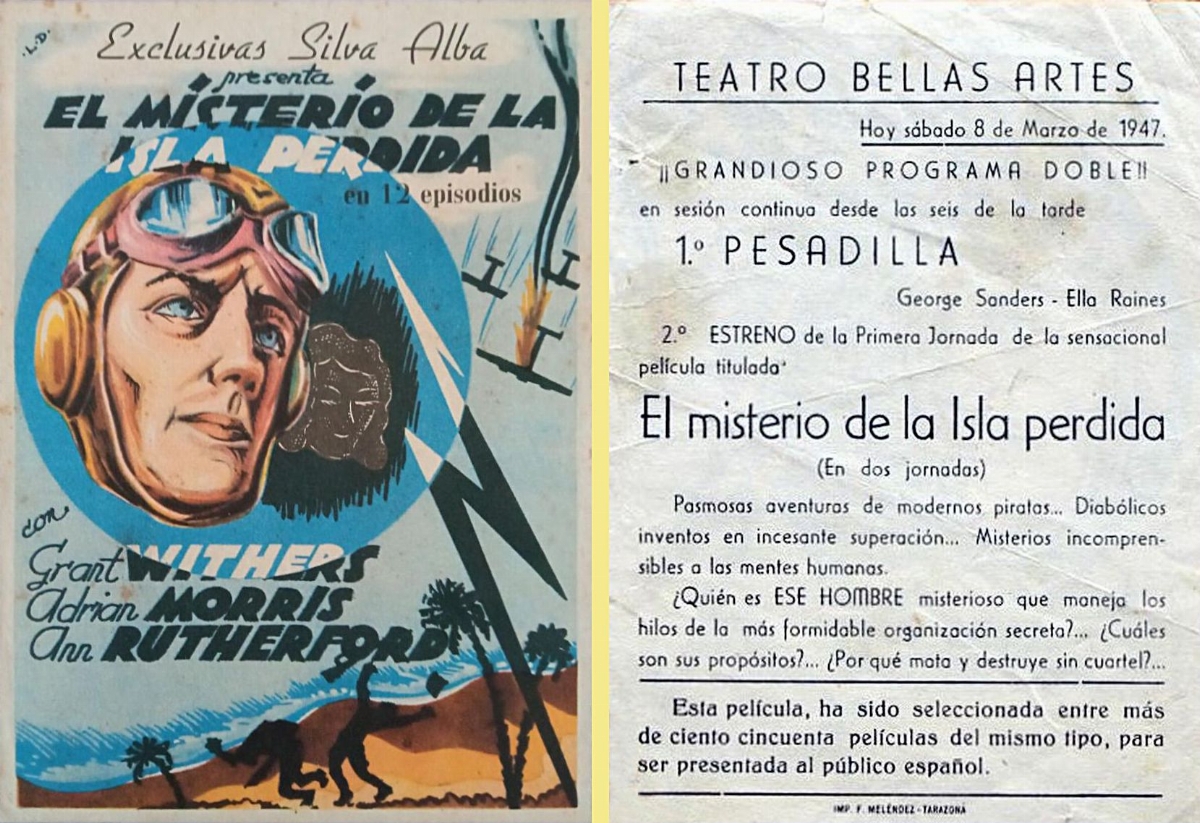 .L.D.
Exclusivas Silva Alba
presenta
EL MÍSTERÍO DE LA
ISLA PERDIDA
en 12 episodios
con
Grant WITHERS
Adrian MORRIS
Ann RUTHERFORD
TEATRO BELLAS ARTES
Hoy sábado 8 de Marzo de 1947.
¡¡GRANDIOSO PROGRAMA DOBLE!!
en sesión continua desde las seis de la tarde
1.º PESADILLA
George Sanders - Ella Raines
2.º ESTRENO de la Primera Jornada de la sensacional
película titulada
El misterio de la Isla perdida
(En dos jornadas)
Pasmosas aventuras de modernos piratas... Diabólicos
inventos en incesante superación... Misterios incompren-
sibles a las mentes humanas.
¿Quién es ESE HOMBRE misterioso que maneja los
hilos de la más formidable organización secreta?... ¿Cuáles
son sus propósitos?... ¿Por qué mata y destruye sin cuartel?...
Esta película, ha sido seleccionada entre más
de ciento cincuenta películas del mismo tipo, para
ser presentada al público español.
IMP. F. MELÉNDEZ - TARAZONA